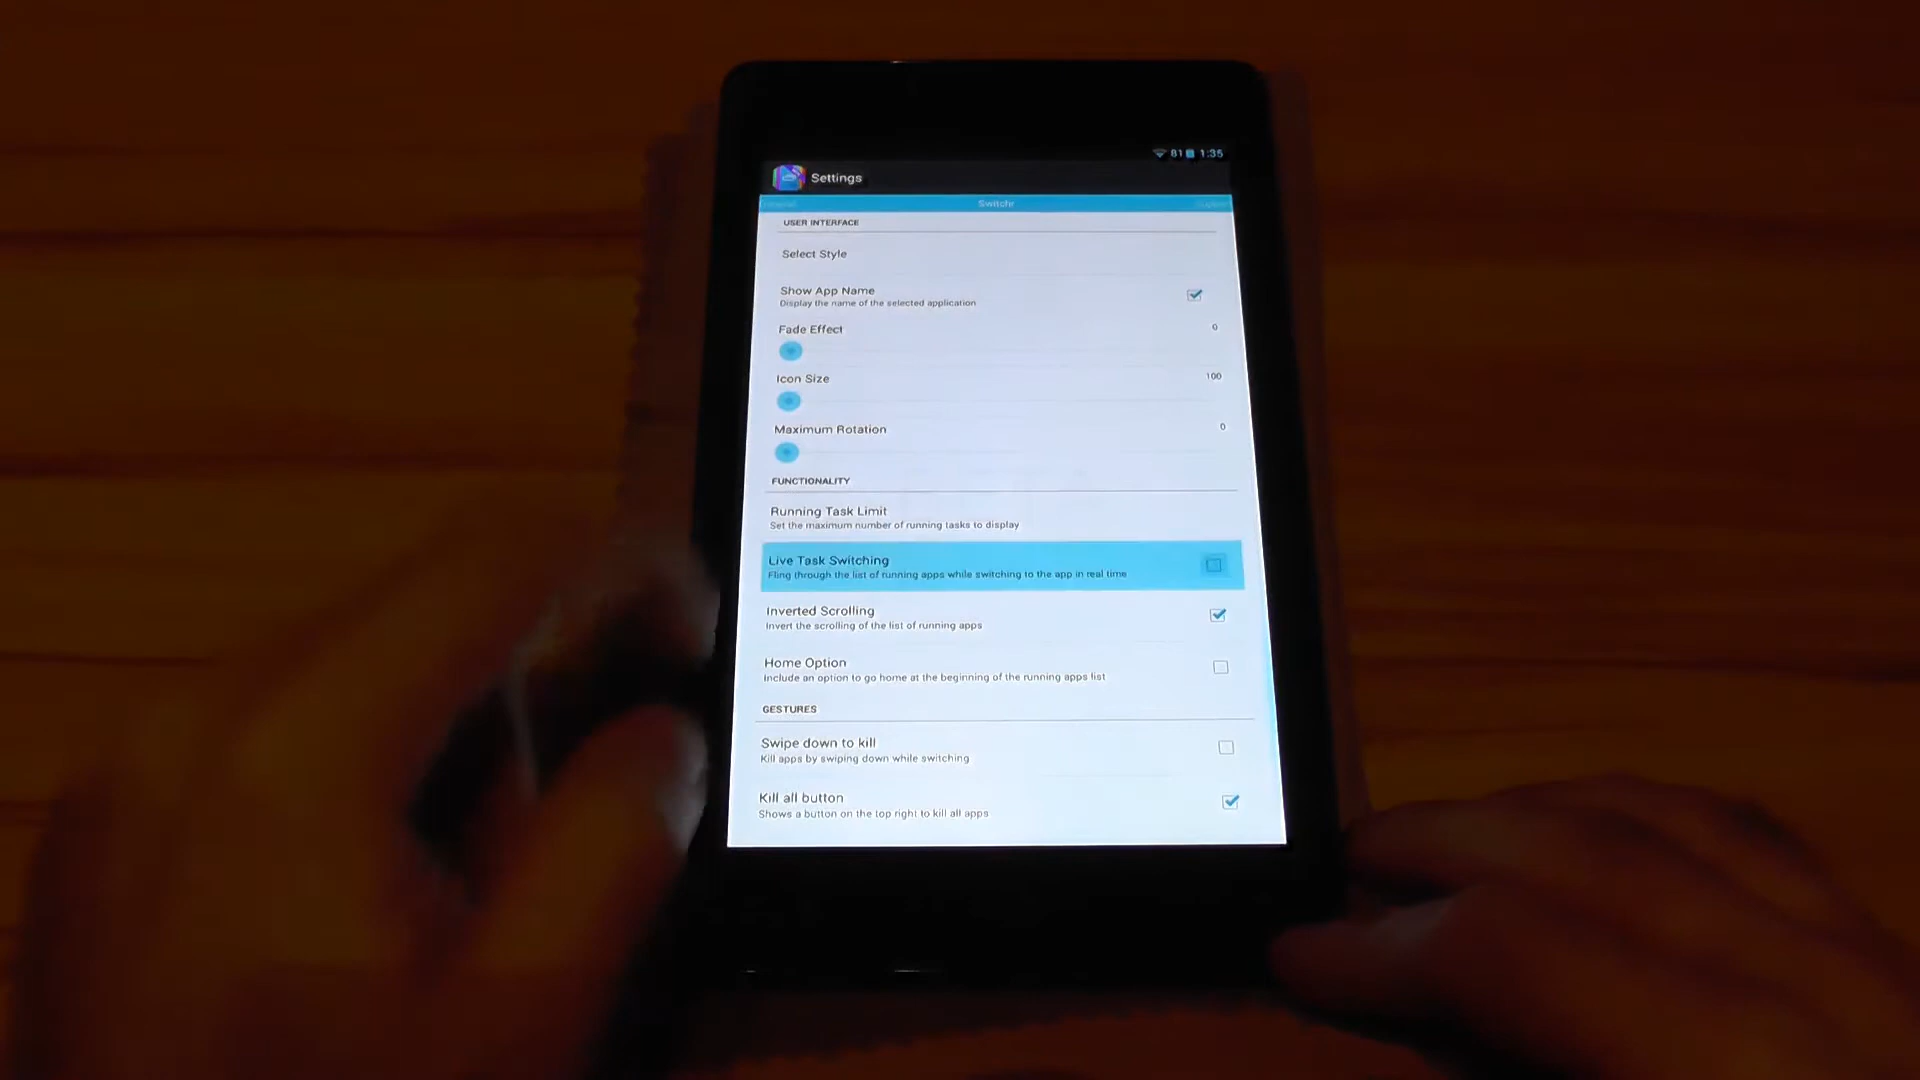 81 1:35
Settings
Switchr
USER INTERFACE
Select Style
Show App Name
Display the name of the selected application
Fade Effect 0
Icon Size 100
Maximum Rotation 0
FUNCTIONALITY
Running Task Limit
Set the maximum number of running tasks to display
Live Task Switching
Fling through the list of running apps while switching to the app in real time
Inverted Scrolling
Invert the scrolling of the list of running apps
Home Option
Include an option to go home at the beginning of the running apps list
GESTURES
Swipe down to kill
Kill apps by swiping down while switching
Kill all button
Shows a button on the top right to kill all apps